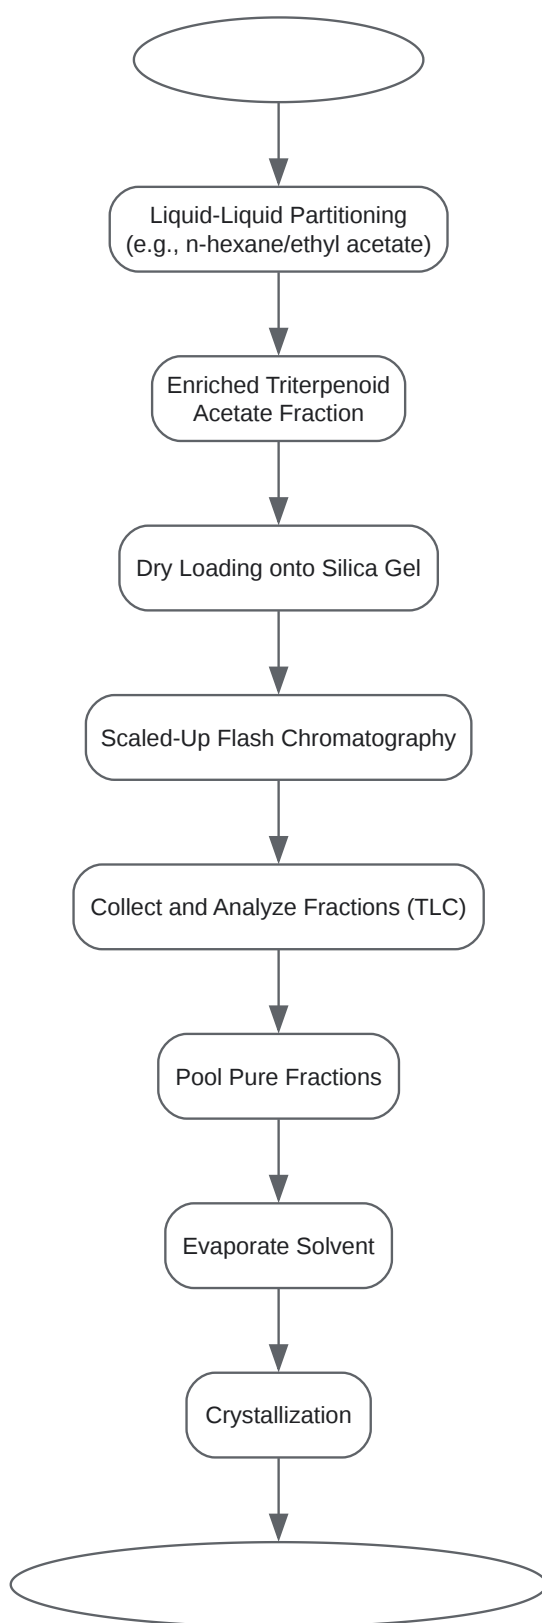 Liquid-Liquid Partitioning
(e.g., n-hexane/ethyl acetate)
Enriched Triterpenoid
Acetate Fraction
Dry Loading onto Silica Gel
Scaled-Up Flash Chromatography
Collect and Analyze Fractions (TLC)
Pool Pure Fractions
Evaporate Solvent
Crystallization